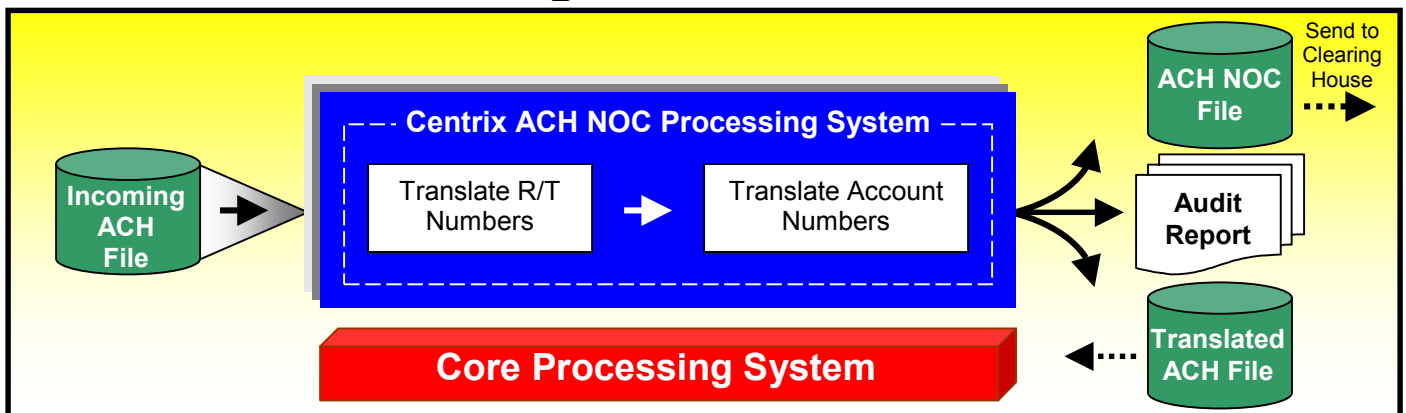 Incoming
ACH
File
Centrix ACH NOC Processing System
Translate R/T
Numbers
Translate Account
Numbers
ACH NOC
File
Send to
Clearing
House
Audit
Report
Translated
ACH File
Core Processing System